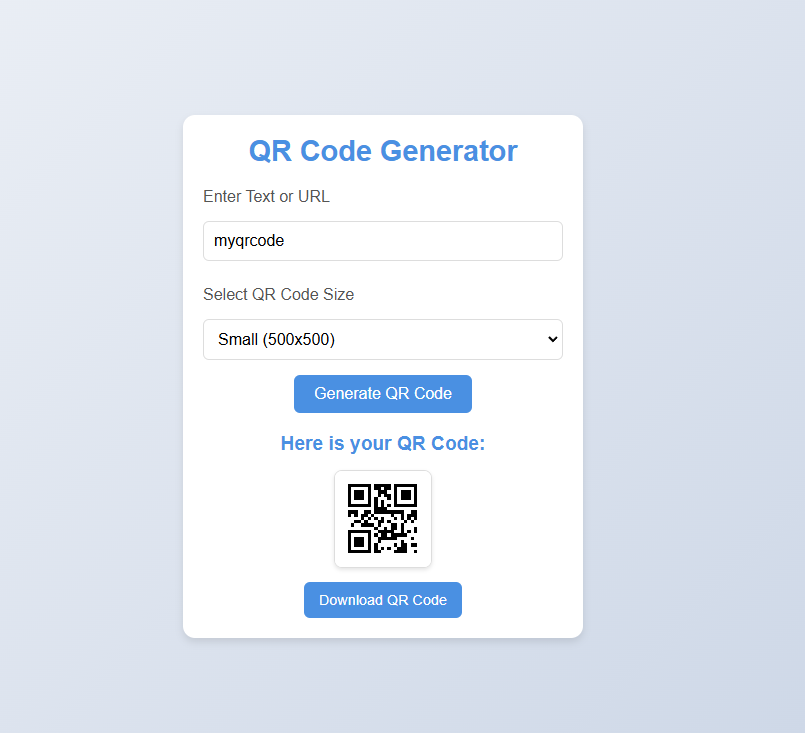 QR Code Generator
Enter Text or URL
myqrcode
Select QR Code Size
Small (500x500)
Generate QR Code
Here is your QR Code:
Download QR Code